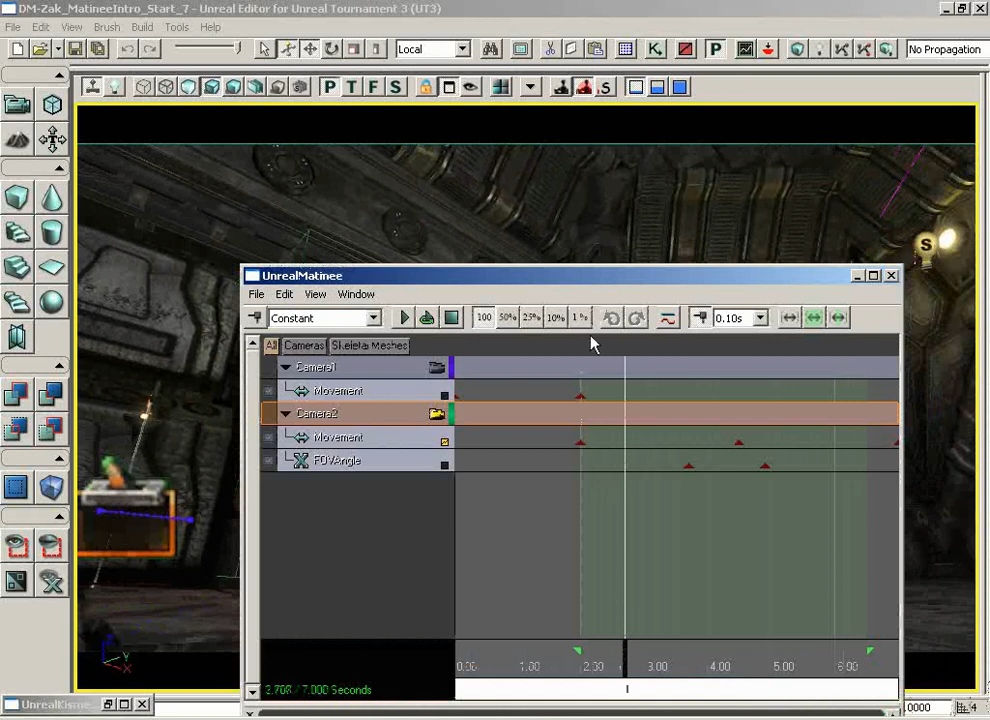 DM-Zak_MatineeIntro_Start_7 - Unreal Editor for Unreal Tournament 3 (UT3)
File Edit View Brush Build Tools Help
Local P No Propagation
P T F S S
S
UnrealMatinee
File Edit View Window
Constant 100 50% 25% 10% 1 % 0.10s
All Cameras Skeletal Meshes
Camera1
Movement
Camera2
Movement
FOVAngle
0.00 1.00 2.00 3.00 4.00 5.00 6.00
2.708 / 7.000 Seconds
Z Y X
UnrealKisme
.0000 4